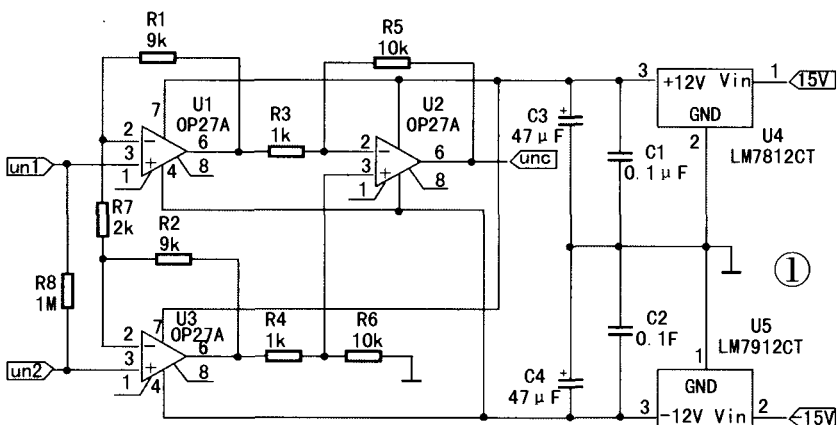 R1
9k
R5
10k
7
U1
OP27A
R3
1k
U2
OP27A
2
3
6
1
4
8
un1
2
3
6
1
8
unc
R7
2k
R2
9k
R8
1M
U3
OP27A
7
2
3
6
1
4
8
un2
R4
1k
R6
10k
C3
+
47μF
C1
0.1μF
3
+12V Vin
1
15V
GND
2
U4
LM7812CT
①
C2
0.1F
U5
LM7912CT
C4
+
47μF
1
GND
3
-12V Vin
2
15V